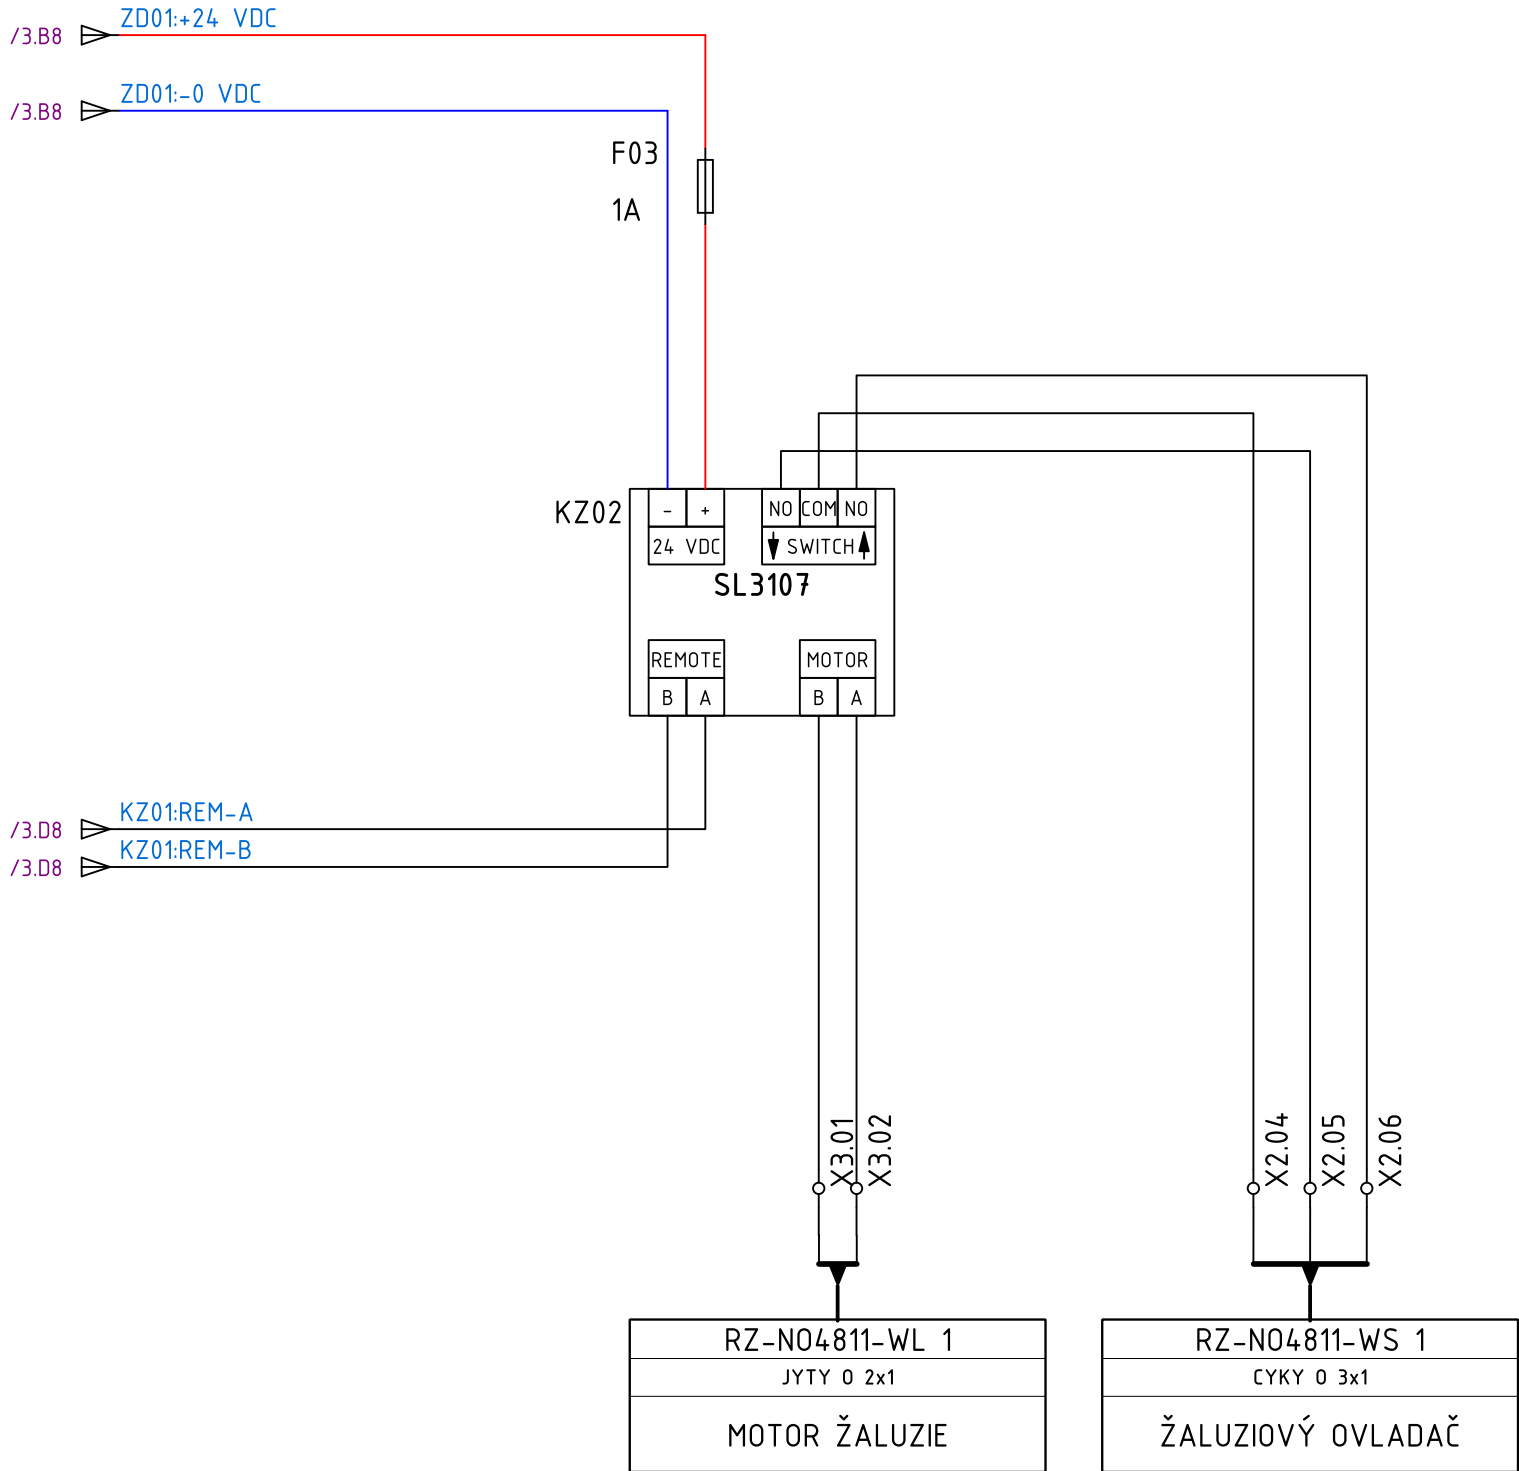 ZD01:+24 VDC
/3.B8
ZD01:-0 VDC
/3.B8
F03
1A
KZ02
- + NO COM NO
24 VDC SWITCH
SL3107
REMOTE MOTOR
B A B A
KZ01:REM-A
/3.D8
KZ01:REM-B
/3.D8
X3.01
X3.02
X2.04
X2.05
X2.06
RZ-N04811-WL 1
JYTY O 2x1
MOTOR ŽALUZIE
RZ-N04811-WS 1
CYKY O 3x1
ŽALUZIOVÝ OVLADAČ